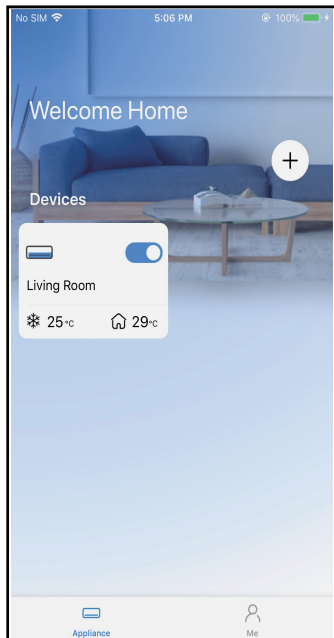 No SIM 5:06 PM 100%
Welcome Home
+
Devices
Living Room
25°C 29°C
Appliance Me